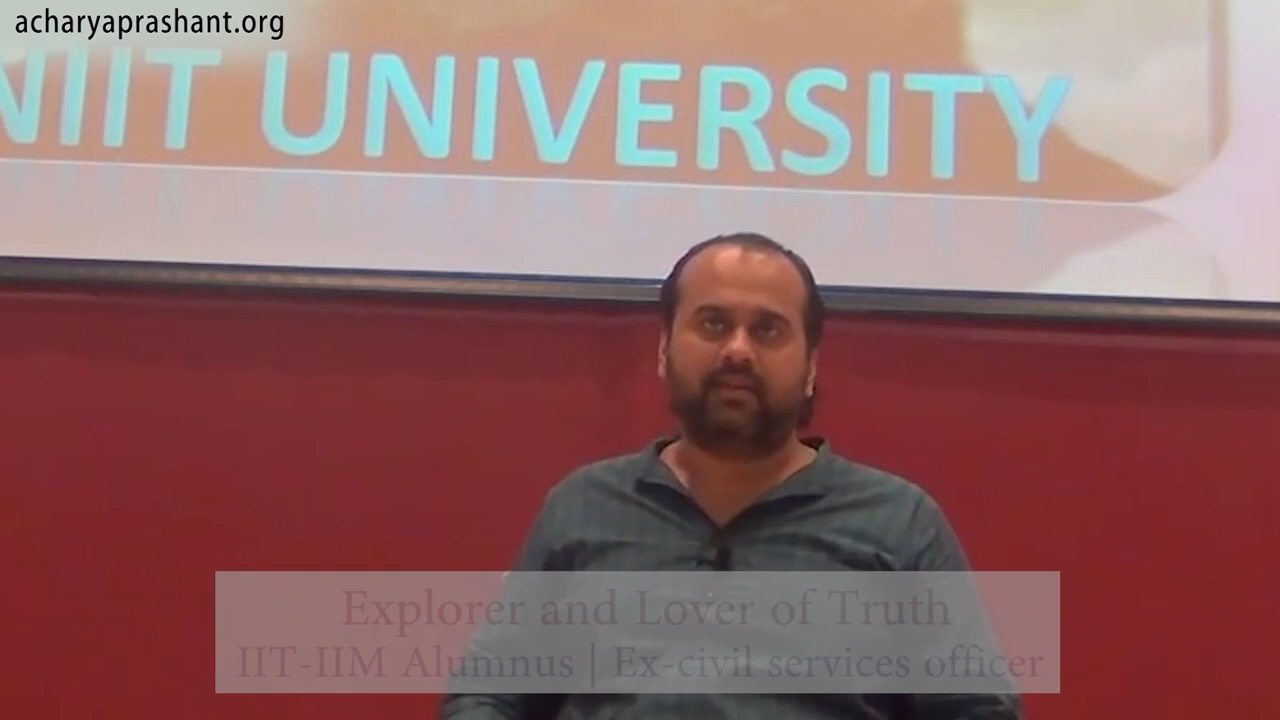 acharyaprashant.org
NIIT UNIVERSITY
Explorer and Lover of Truth
IIT-IIM Alumnus | Ex-civil services officer